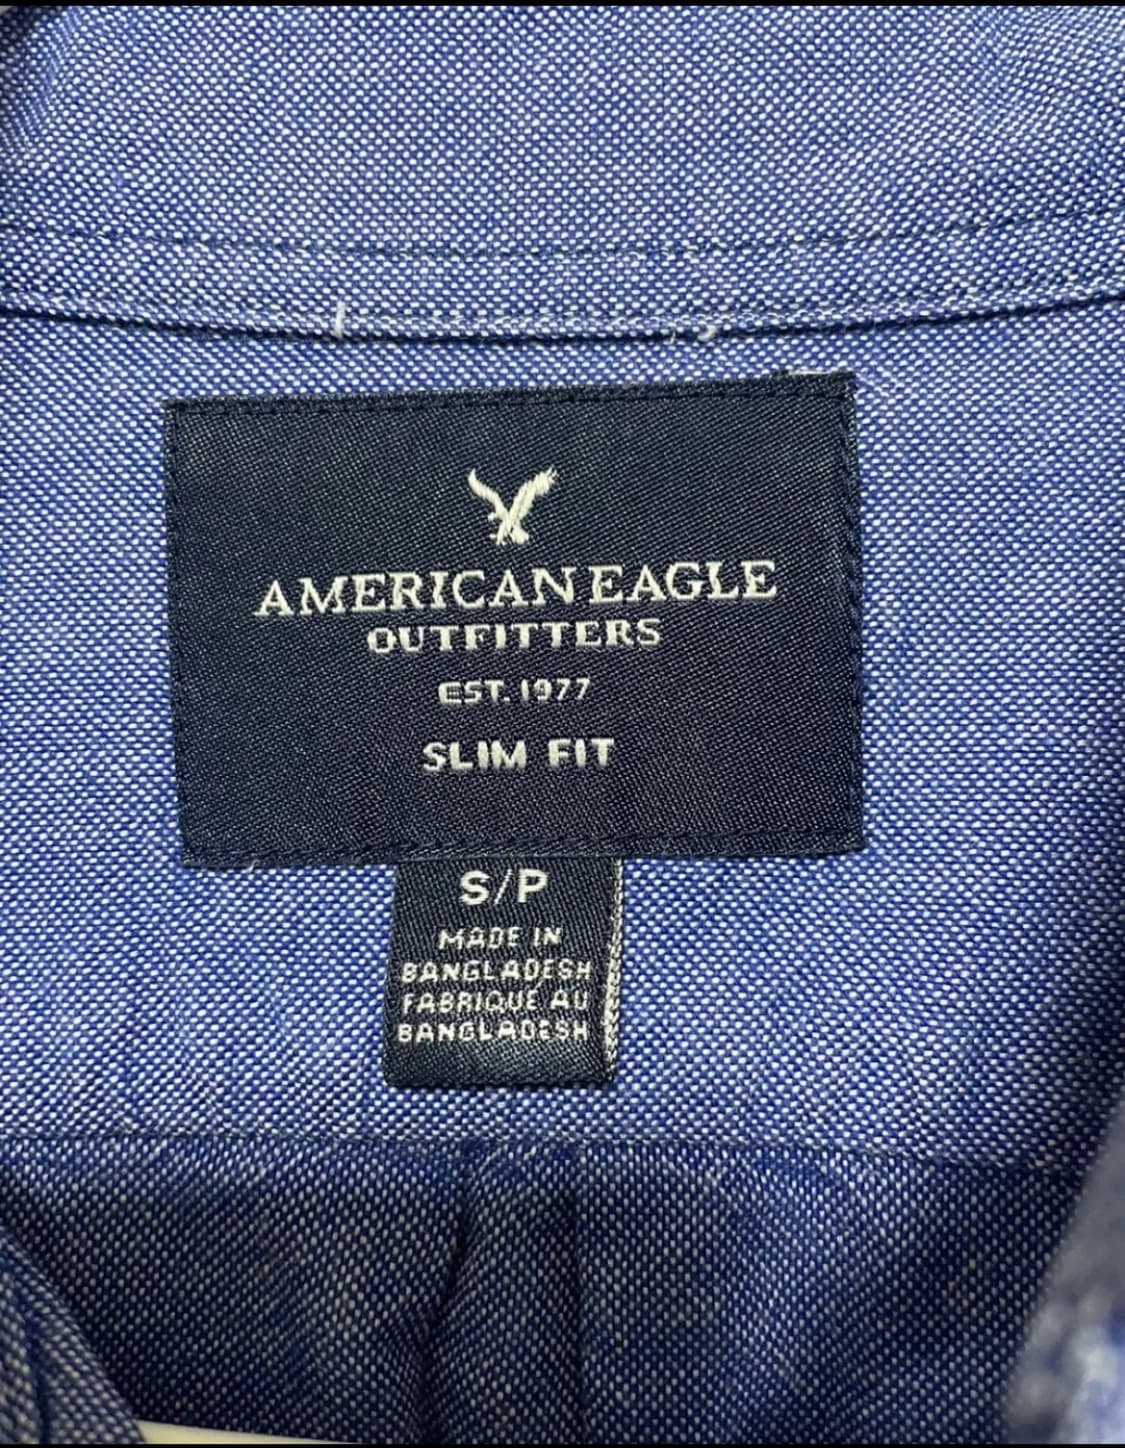 AMERICAN EAGLE
OUTFITTERS
EST. 1977
SLIM FIT
S/P
MADE IN
BANGLADESH
FABRIQUÉ AU
BANGLADESH